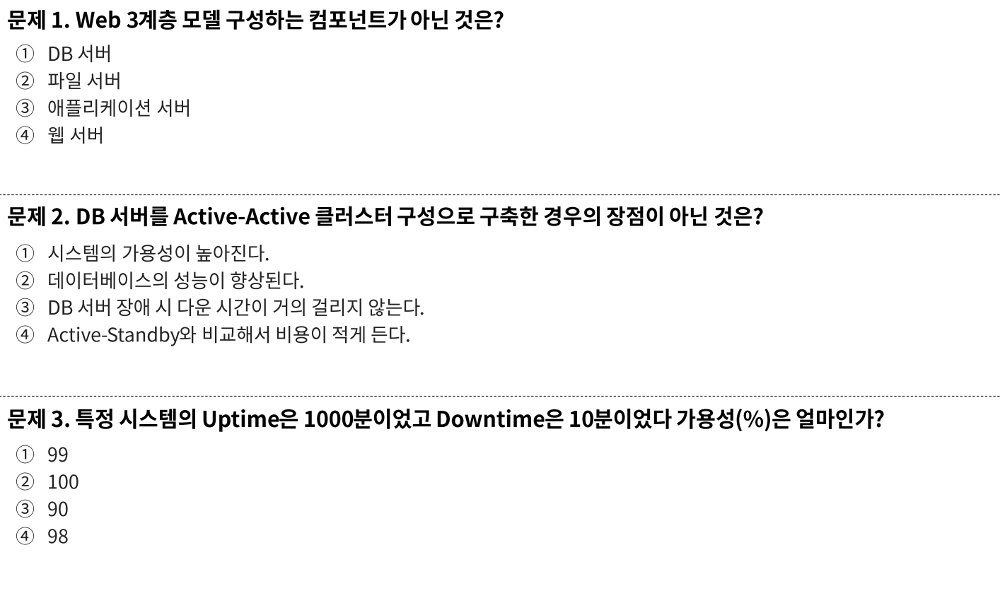 문제 1. Web 3계층 모델 구성하는 컴포넌트가 아닌 것은?
① DB 서버
② 파일 서버
③ 애플리케이션 서버
④ 웹 서버
문제 2. DB 서버를 Active-Active 클러스터 구성으로 구축한 경우의 장점이 아닌 것은?
① 시스템의 가용성이 높아진다.
② 데이터베이스의 성능이 향상된다.
③ DB 서버 장애 시 다운 시간이 거의 걸리지 않는다.
④ Active-Standby와 비교해서 비용이 적게 든다.
문제 3. 특정 시스템의 Uptime은 1000분이었고 Downtime은 10분이었다 가용성(%)은 얼마인가?
① 99
② 100
③ 90
④ 98